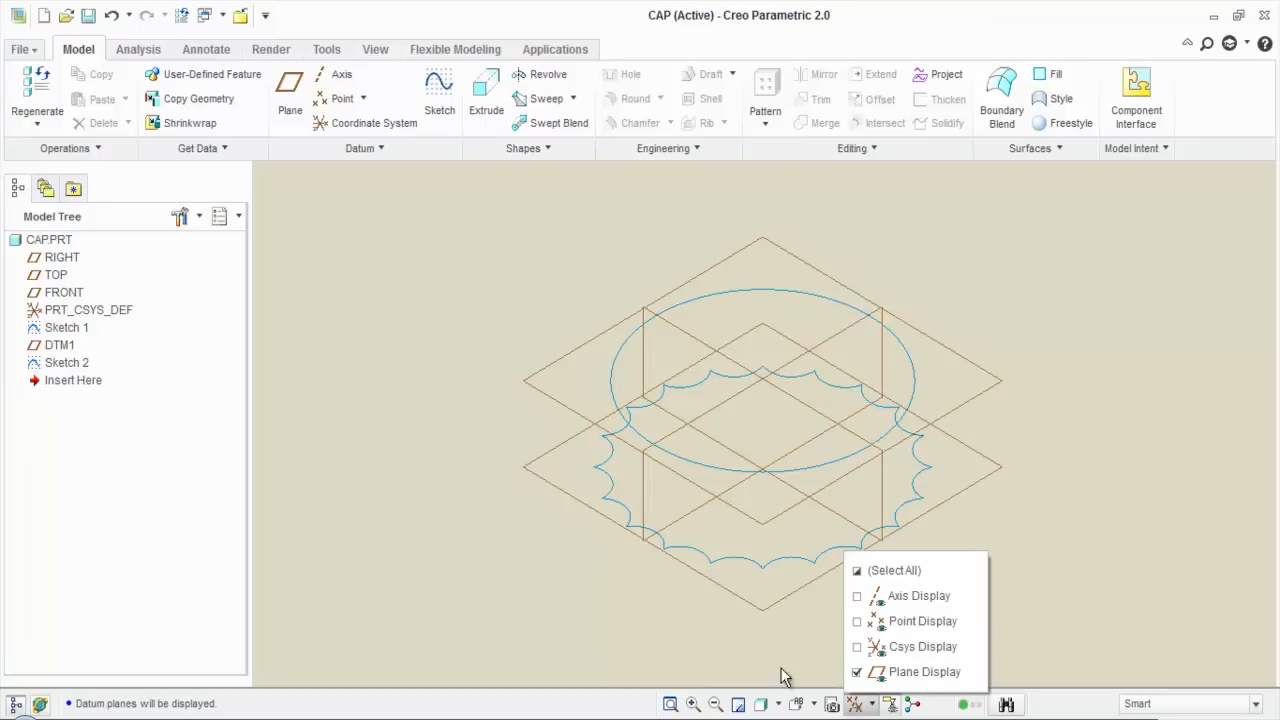 CAP (Active) - Creo Parametric 2.0
File Model Analysis Annotate Render Tools View Flexible Modeling Applications
Regenerate
Copy
Paste
Delete
Operations
User-Defined Feature
Copy Geometry
Shrinkwrap
Get Data
Plane
Axis
Point
Coordinate System
Sketch
Datum
Extrude
Revolve
Sweep
Swept Blend
Shapes
Hole
Round
Chamfer
Draft
Shell
Rib
Engineering
Pattern
Mirror
Trim
Merge
Extend
Offset
Intersect
Project
Thicken
Solidify
Editing
Boundary
Blend
Fill
Style
Freestyle
Surfaces
Component
Interface
Model Intent
Model Tree
CAP.PRT
RIGHT
TOP
FRONT
PRT_CSYS_DEF
Sketch 1
DTM1
Sketch 2
Insert Here
(Select All)
Axis Display
Point Display
Csys Display
Plane Display
Datum planes will be displayed.
Smart